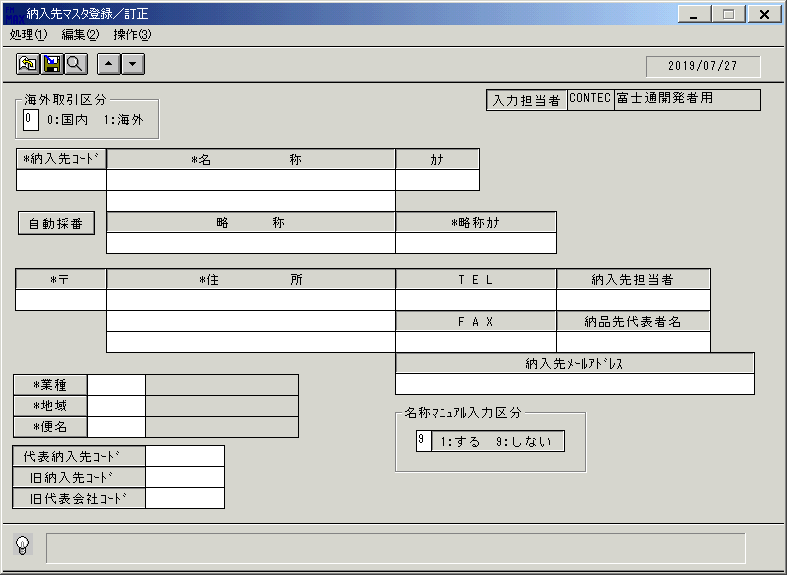 納入先マスタ登録／訂正
処理(1) 編集(2) 操作(3)
2019/07/27
海外取引区分
0 0:国内 1:海外
入力担当者 CONTEC 富士通開発者用
*納入先ｺｰﾄﾞ *名 称 ｶﾅ
自動採番 略 称 *略称ｶﾅ
*〒 *住 所 ＴＥＬ 納入先担当者
ＦＡＸ 納品先代表者名
納入先ﾒｰﾙｱﾄﾞﾚｽ
*業種
*地域
*便名
名称ﾏﾆｭｱﾙ入力区分
9 1:する 9:しない
代表納入先ｺｰﾄﾞ
旧納入先ｺｰﾄﾞ
旧代表会社ｺｰﾄﾞ